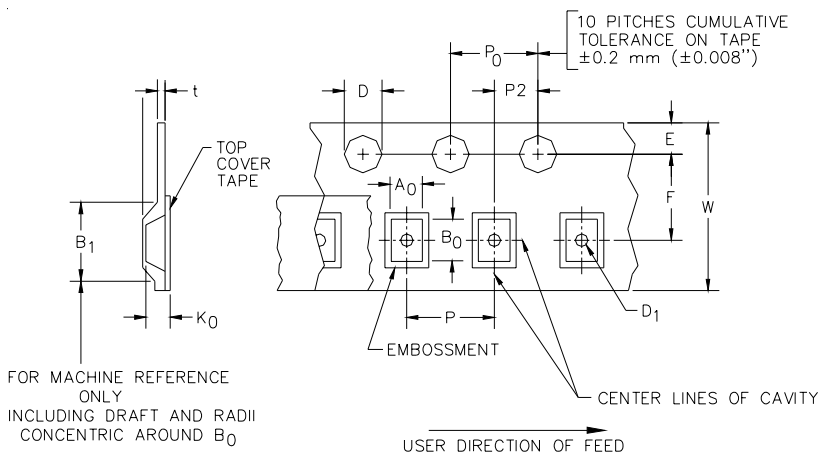 10 PITCHES CUMULATIVE
TOLERANCE ON TAPE
±0.2 mm (±0.008")
P0
t
D
P2
E
TOP
COVER
TAPE
A0
F
W
B1
B0
K0
P
D1
EMBOSSMENT
FOR MACHINE REFERENCE
ONLY
INCLUDING DRAFT AND RADII
CONCENTRIC AROUND B0
CENTER LINES OF CAVITY
USER DIRECTION OF FEED